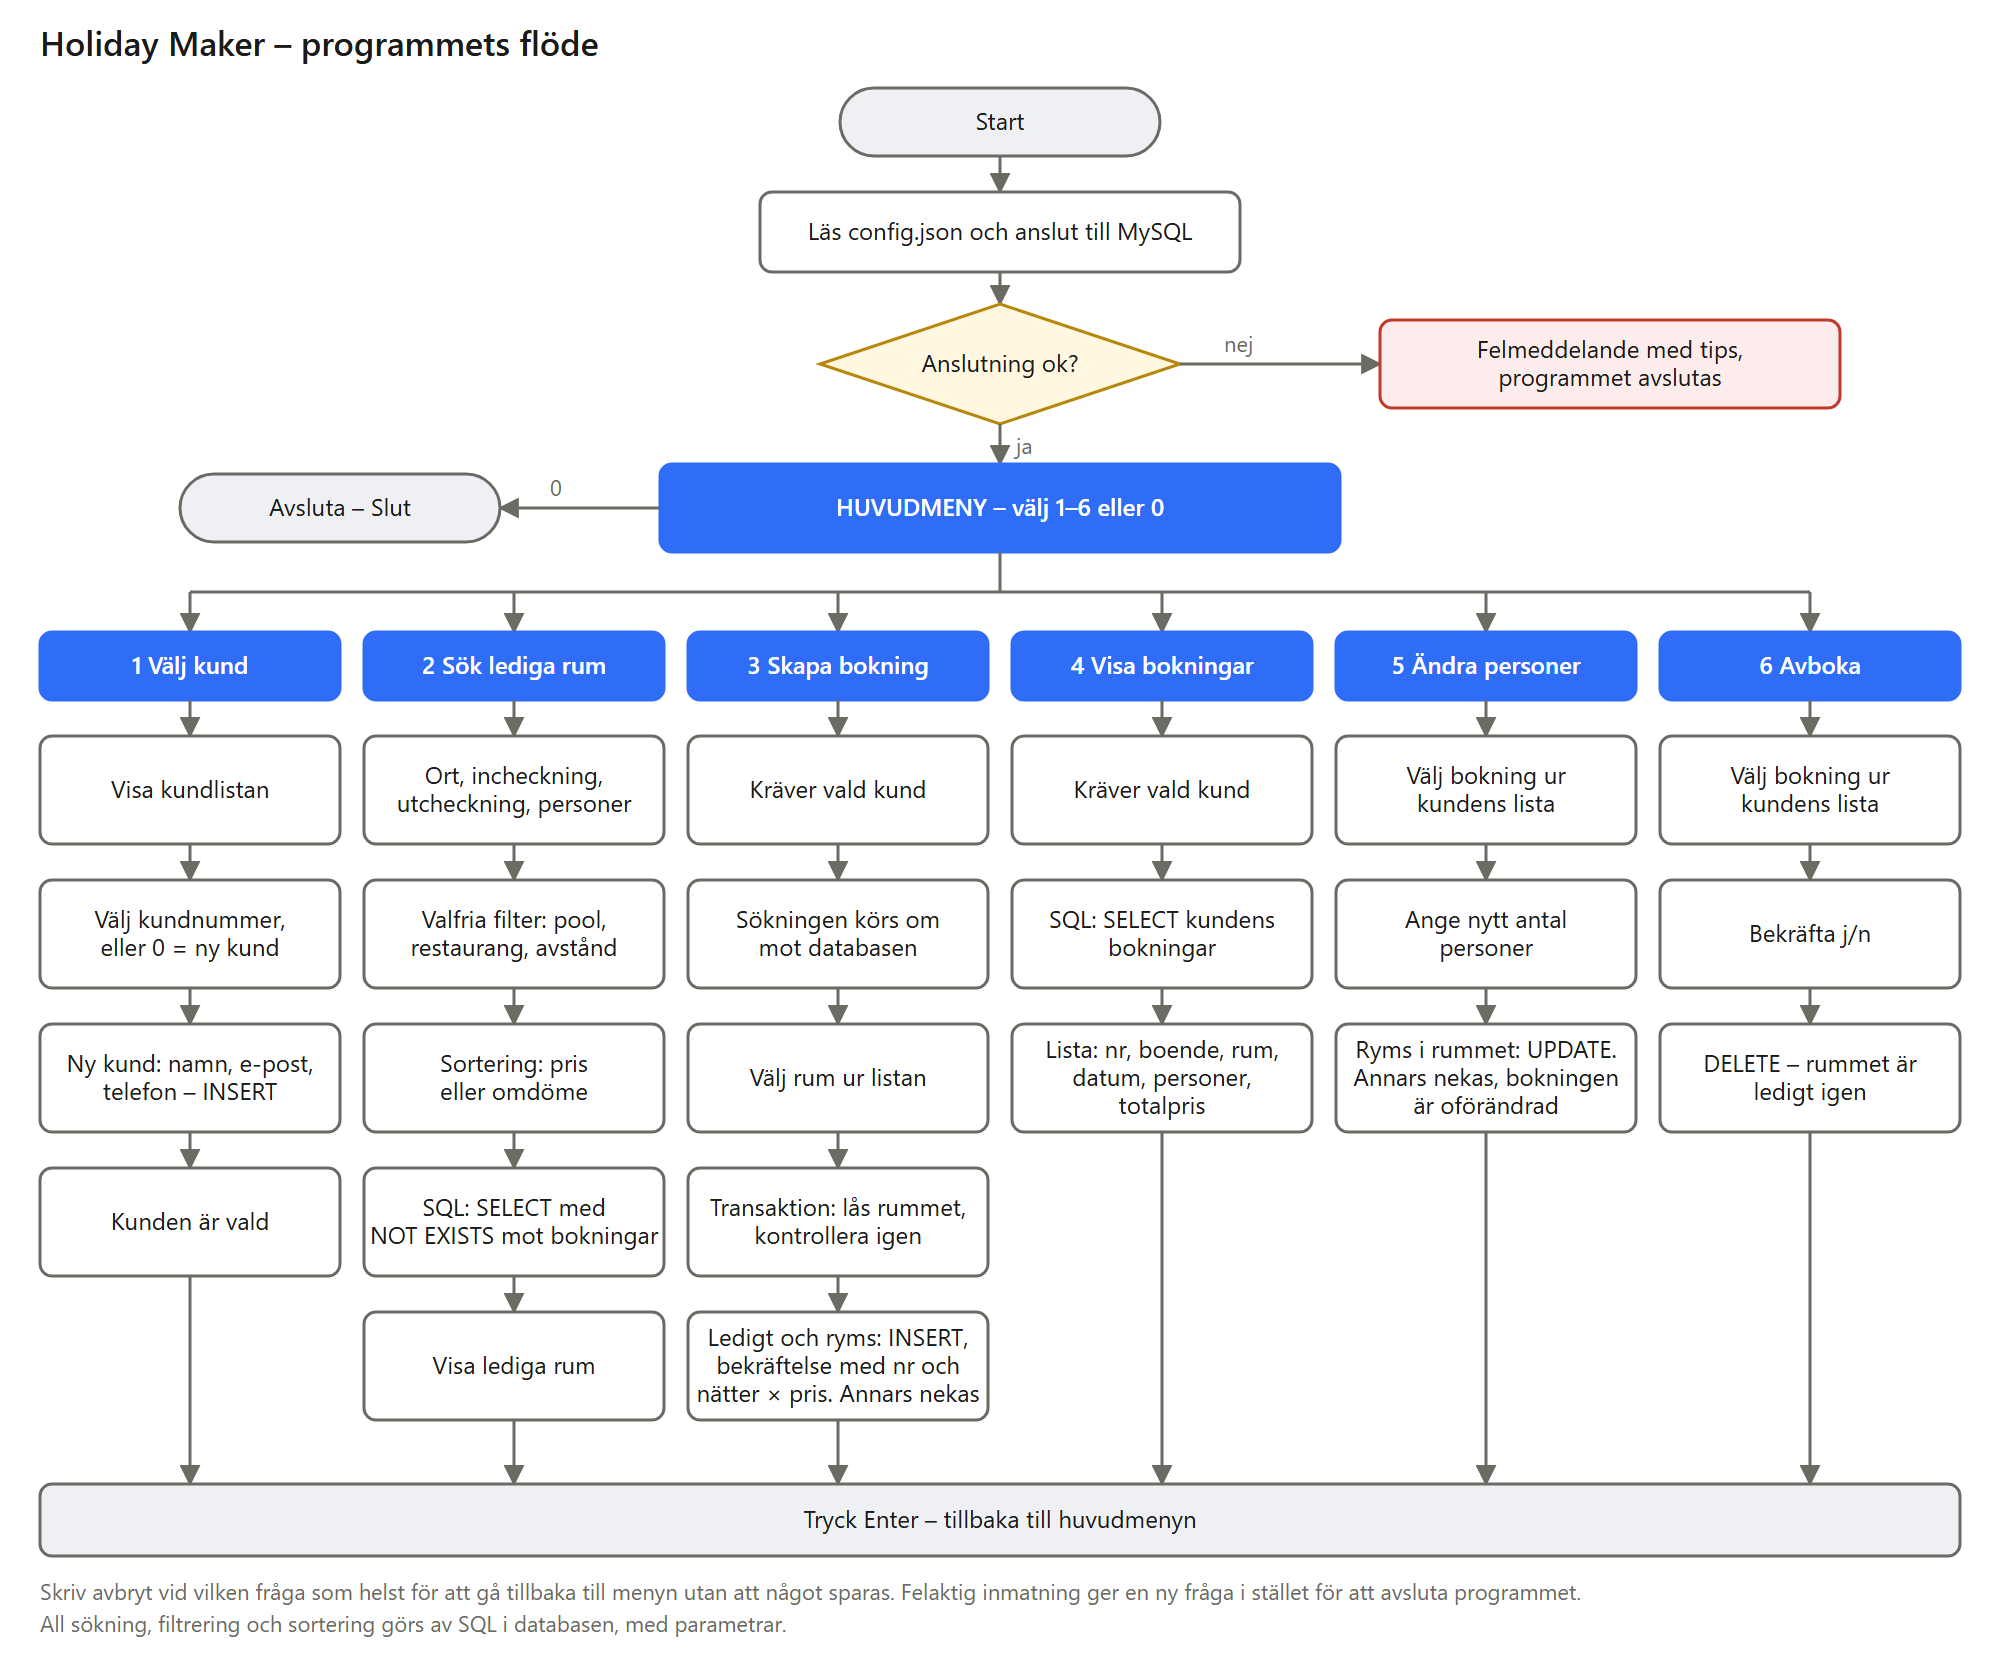 Holiday Maker – programmets flöde
Start
Läs config.json och anslut till MySQL
Anslutning ok?
nej
Felmeddelande med tips,
programmet avslutas
ja
0
Avsluta – Slut
HUVUDMENY – välj 1–6 eller 0
1 Välj kund
Visa kundlistan
Välj kundnummer,
eller 0 = ny kund
Ny kund: namn, e-post,
telefon – INSERT
Kunden är vald
2 Sök lediga rum
Ort, incheckning,
utcheckning, personer
Valfria filter: pool,
restaurang, avstånd
Sortering: pris
eller omdöme
SQL: SELECT med
NOT EXISTS mot bokningar
Visa lediga rum
3 Skapa bokning
Kräver vald kund
Sökningen körs om
mot databasen
Välj rum ur listan
Transaktion: lås rummet,
kontrollera igen
Ledigt och ryms: INSERT,
bekräftelse med nr och
nätter × pris. Annars nekas
4 Visa bokningar
Kräver vald kund
SQL: SELECT kundens
bokningar
Lista: nr, boende, rum,
datum, personer,
totalpris
5 Ändra personer
Välj bokning ur
kundens lista
Ange nytt antal
personer
Ryms i rummet: UPDATE.
Annars nekas, bokningen
är oförändrad
6 Avboka
Välj bokning ur
kundens lista
Bekräfta j/n
DELETE – rummet är
ledigt igen
Tryck Enter – tillbaka till huvudmenyn
Skriv avbryt vid vilken fråga som helst för att gå tillbaka till menyn utan att något sparas. Felaktig inmatning ger en ny fråga i stället för att avsluta programmet.
All sökning, filtrering och sortering görs av SQL i databasen, med parametrar.